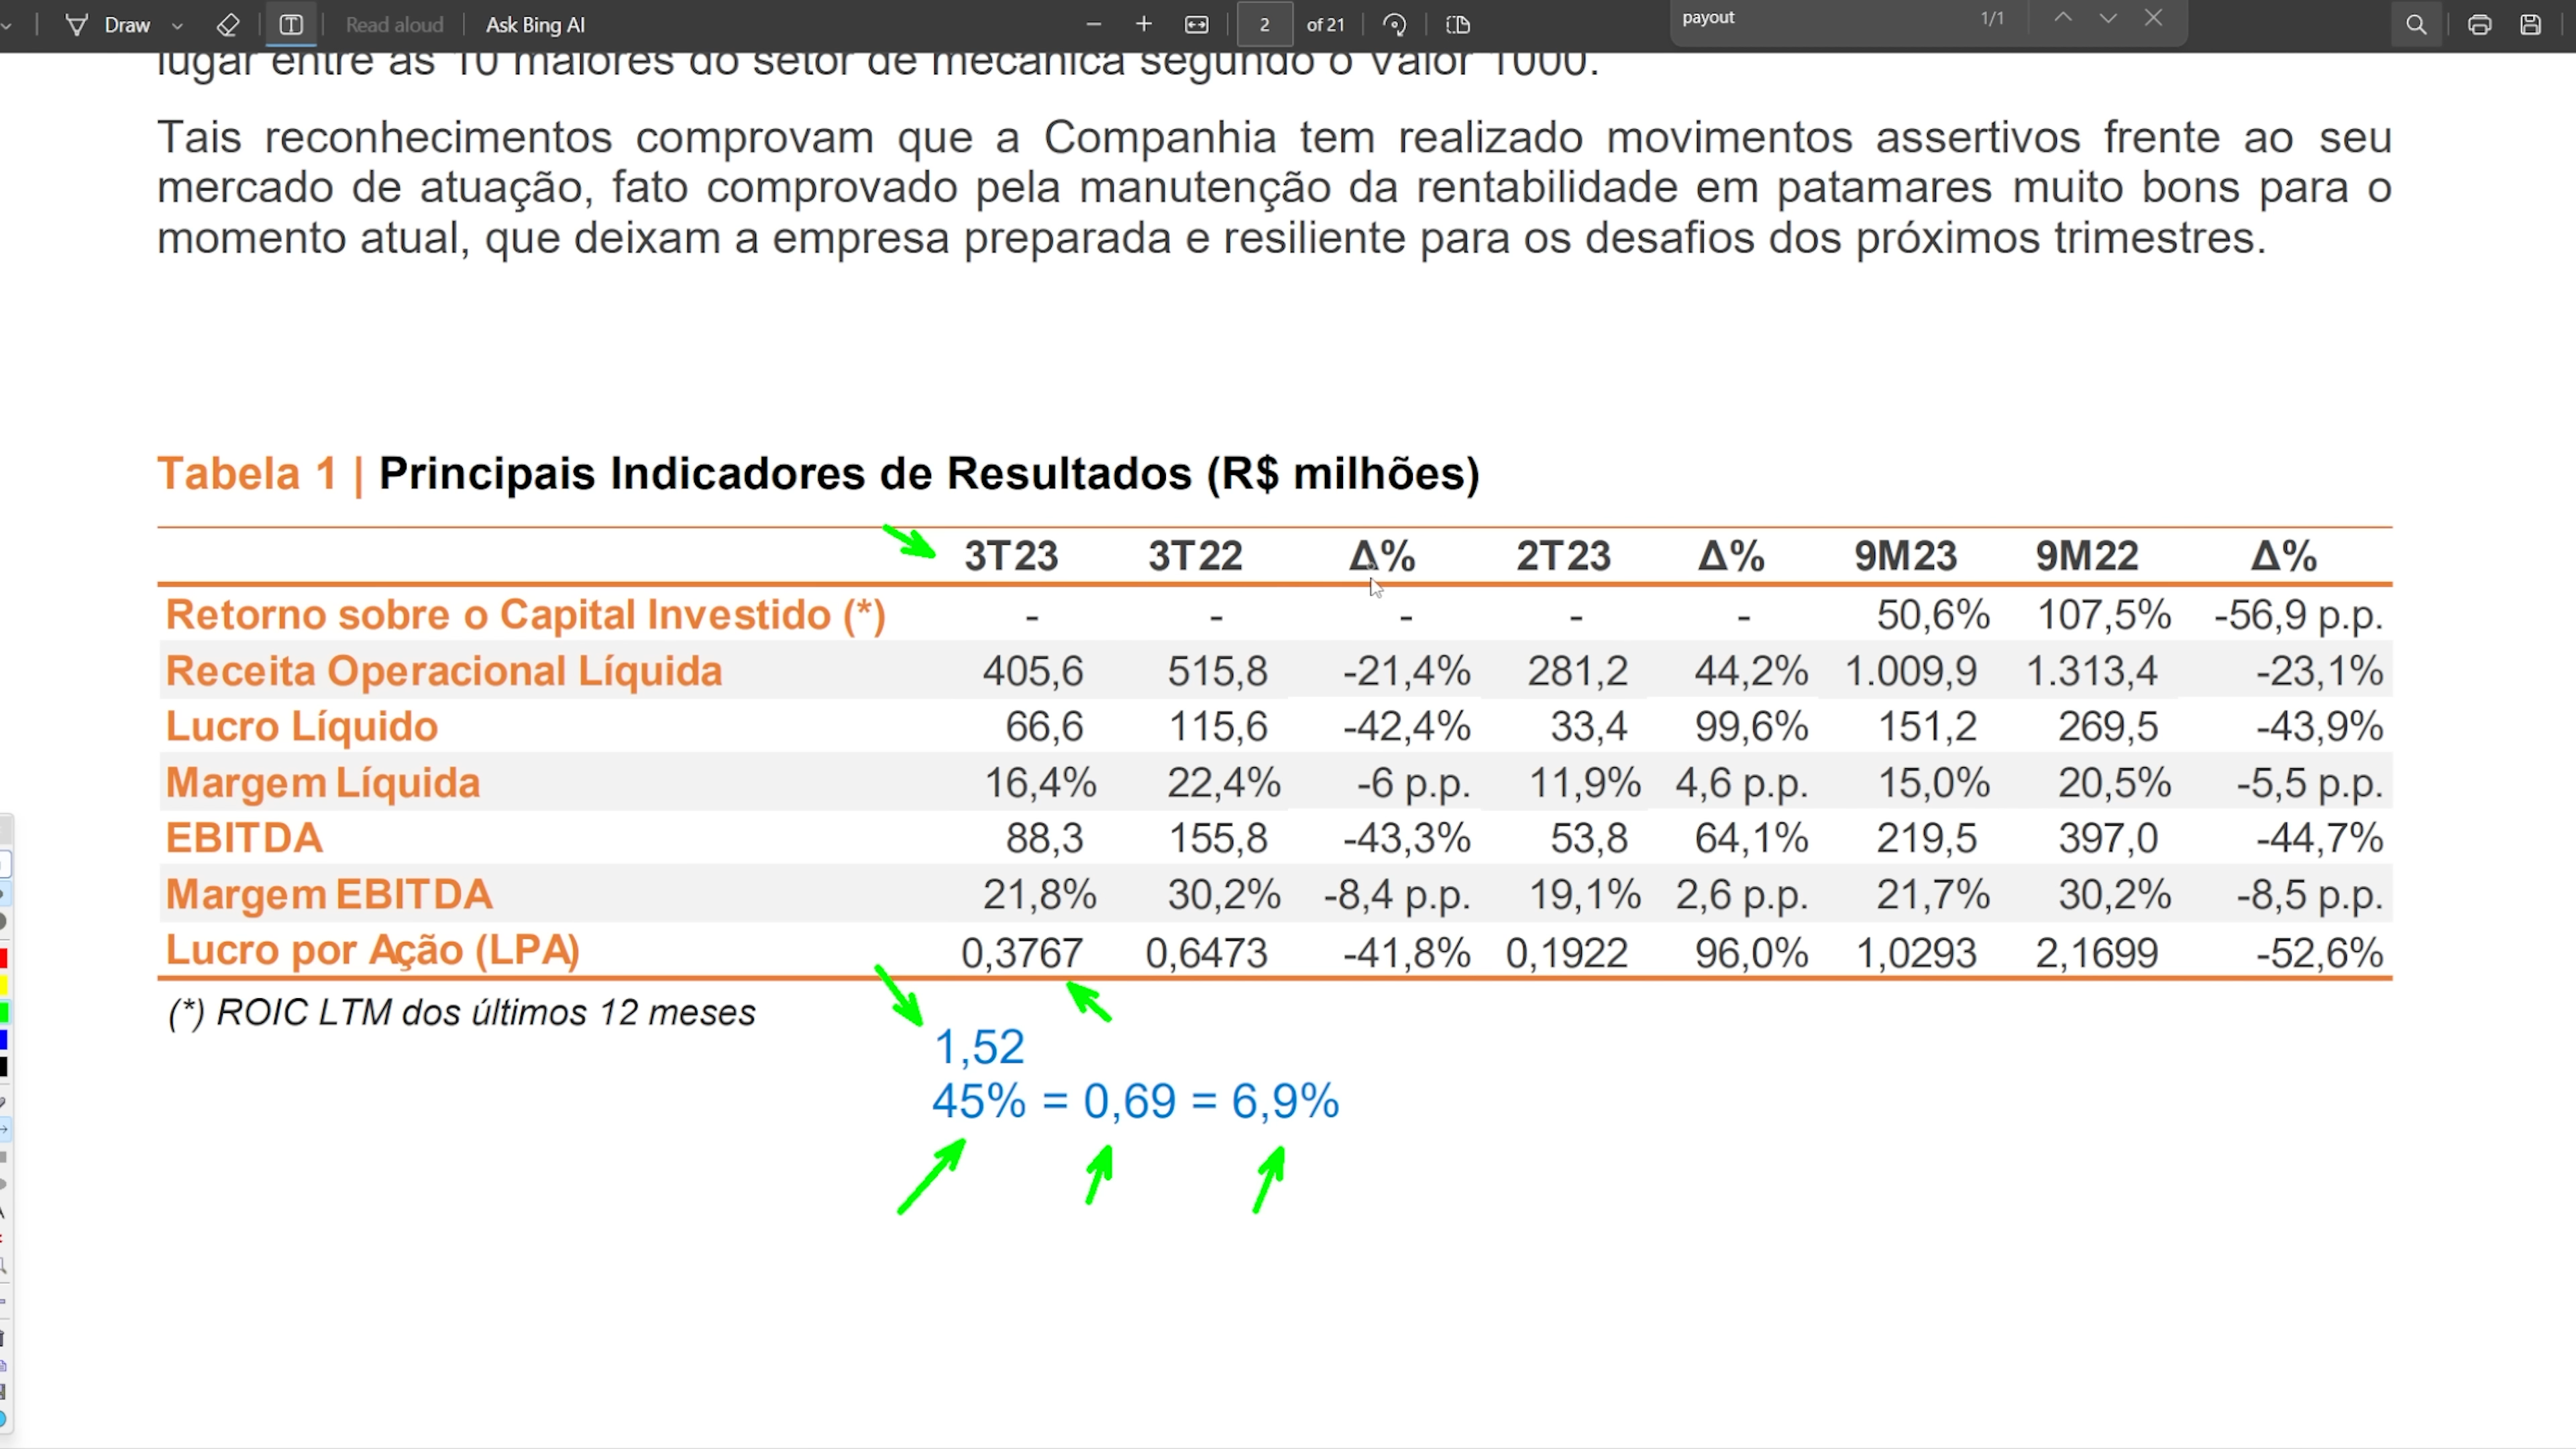 Draw Read aloud Ask Bing AI 2 of 21 payout 1/1
lugar entre as 10 maiores do setor de mecânica segundo o Valor 1000.
Tais reconhecimentos comprovam que a Companhia tem realizado movimentos assertivos frente ao seu
mercado de atuação, fato comprovado pela manutenção da rentabilidade em patamares muito bons para o
momento atual, que deixam a empresa preparada e resiliente para os desafios dos próximos trimestres.
Tabela 1 | Principais Indicadores de Resultados (R$ milhões)
3T23 3T22 Δ% 2T23 Δ% 9M23 9M22 Δ%
Retorno sobre o Capital Investido (*) - - - - - 50,6% 107,5% -56,9 p.p.
Receita Operacional Líquida 405,6 515,8 -21,4% 281,2 44,2% 1.009,9 1.313,4 -23,1%
Lucro Líquido 66,6 115,6 -42,4% 33,4 99,6% 151,2 269,5 -43,9%
Margem Líquida 16,4% 22,4% -6 p.p. 11,9% 4,6 p.p. 15,0% 20,5% -5,5 p.p.
EBITDA 88,3 155,8 -43,3% 53,8 64,1% 219,5 397,0 -44,7%
Margem EBITDA 21,8% 30,2% -8,4 p.p. 19,1% 2,6 p.p. 21,7% 30,2% -8,5 p.p.
Lucro por Ação (LPA) 0,3767 0,6473 -41,8% 0,1922 96,0% 1,0293 2,1699 -52,6%
(*) ROIC LTM dos últimos 12 meses
1,52
45% = 0,69 = 6,9%